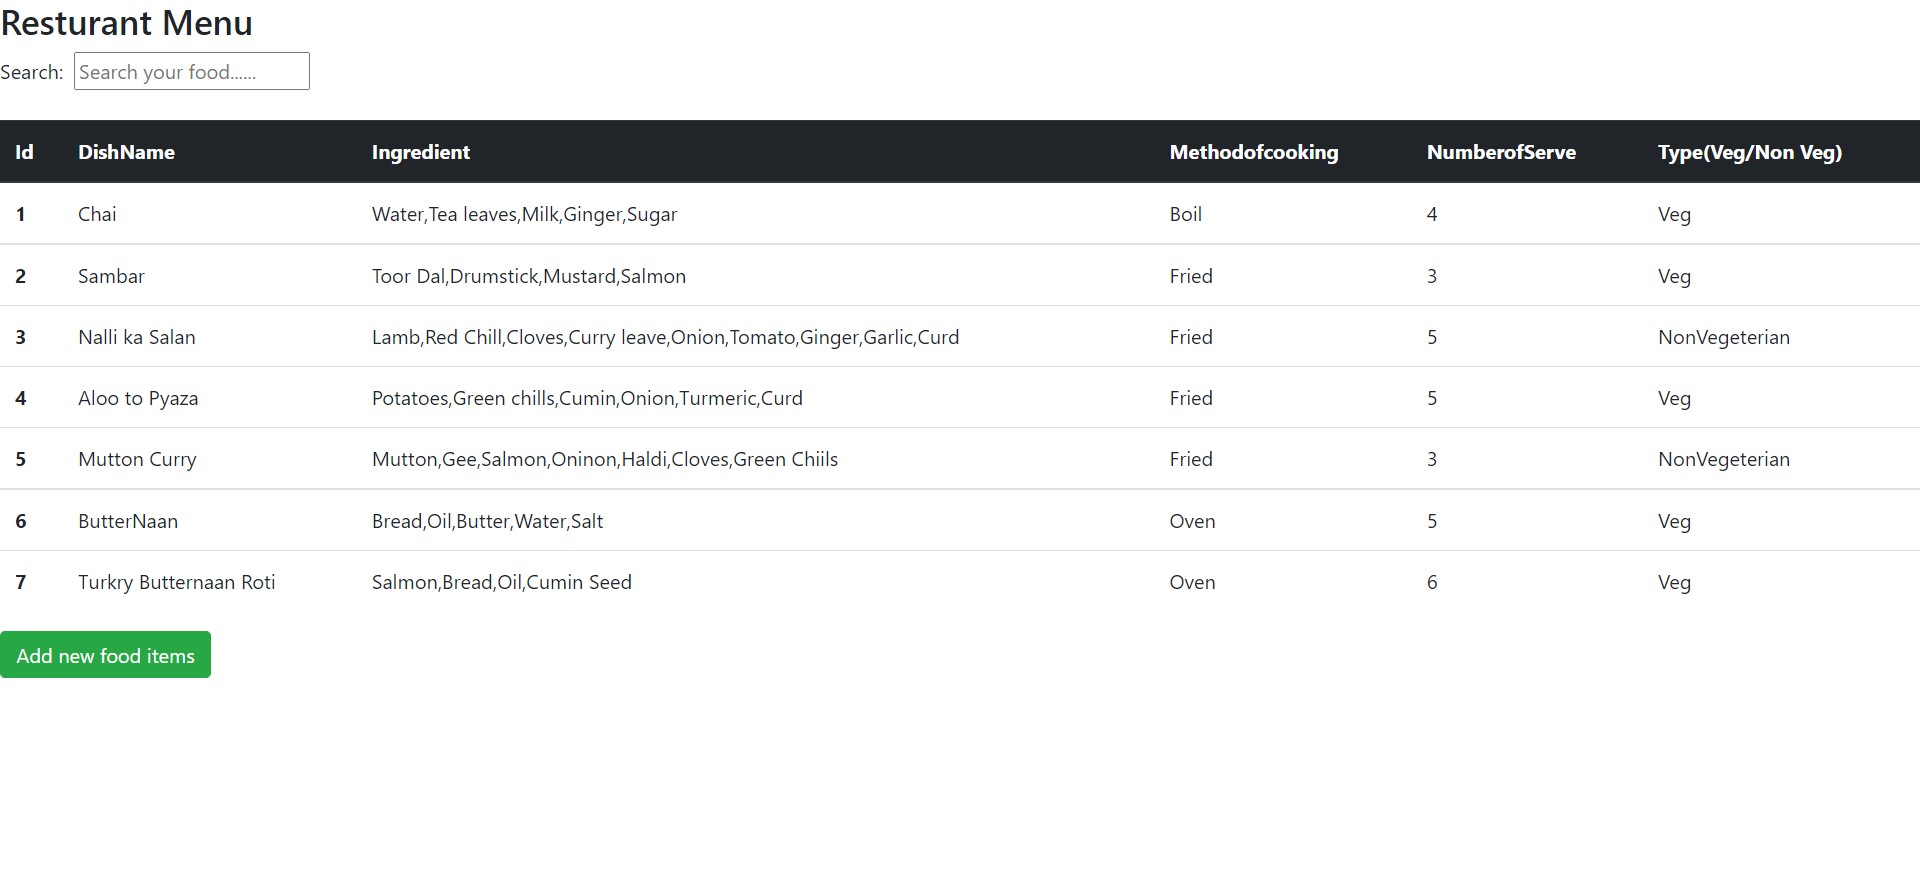 Resturant Menu
Search: Search your food......
Id DishName Ingredient Methodofcooking NumberofServe Type(Veg/Non Veg)
1 Chai Water,Tea leaves,Milk,Ginger,Sugar Boil 4 Veg
2 Sambar Toor Dal,Drumstick,Mustard,Salmon Fried 3 Veg
3 Nalli ka Salan Lamb,Red Chill,Cloves,Curry leave,Onion,Tomato,Ginger,Garlic,Curd Fried 5 NonVegeterian
4 Aloo to Pyaza Potatoes,Green chills,Cumin,Onion,Turmeric,Curd Fried 5 Veg
5 Mutton Curry Mutton,Gee,Salmon,Oninon,Haldi,Cloves,Green Chiils Fried 3 NonVegeterian
6 ButterNaan Bread,Oil,Butter,Water,Salt Oven 5 Veg
7 Turkry Butternaan Roti Salmon,Bread,Oil,Cumin Seed Oven 6 Veg
Add new food items